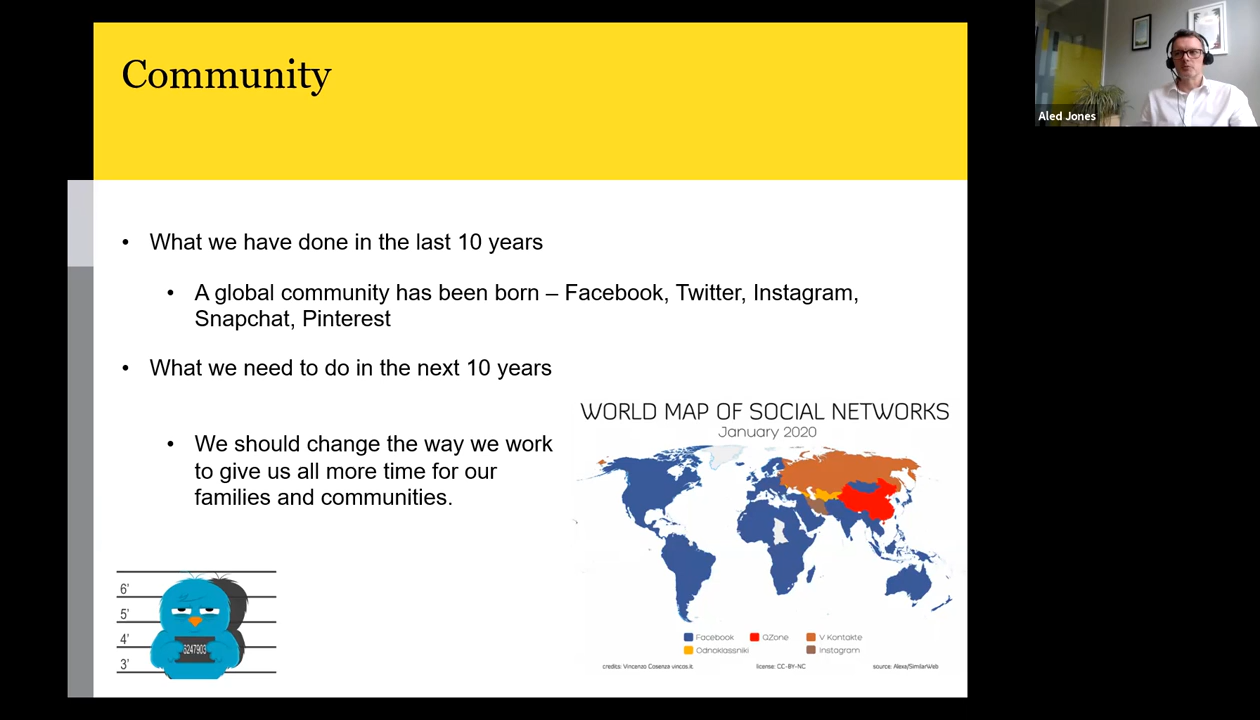 Community
Aled Jones
• What we have done in the last 10 years
• A global community has been born – Facebook, Twitter, Instagram,
Snapchat, Pinterest
• What we need to do in the next 10 years
• We should change the way we work
to give us all more time for our
families and communities.
WORLD MAP OF SOCIAL NETWORKS
January 2020
Facebook QZone V Kontakte
Odnoklassniki Instagram
credits: Vincenzo Cosenza vincos.it license: CC-BY-NC source: Alexa/SimilarWeb
6'
5'
4'
3'
6247903